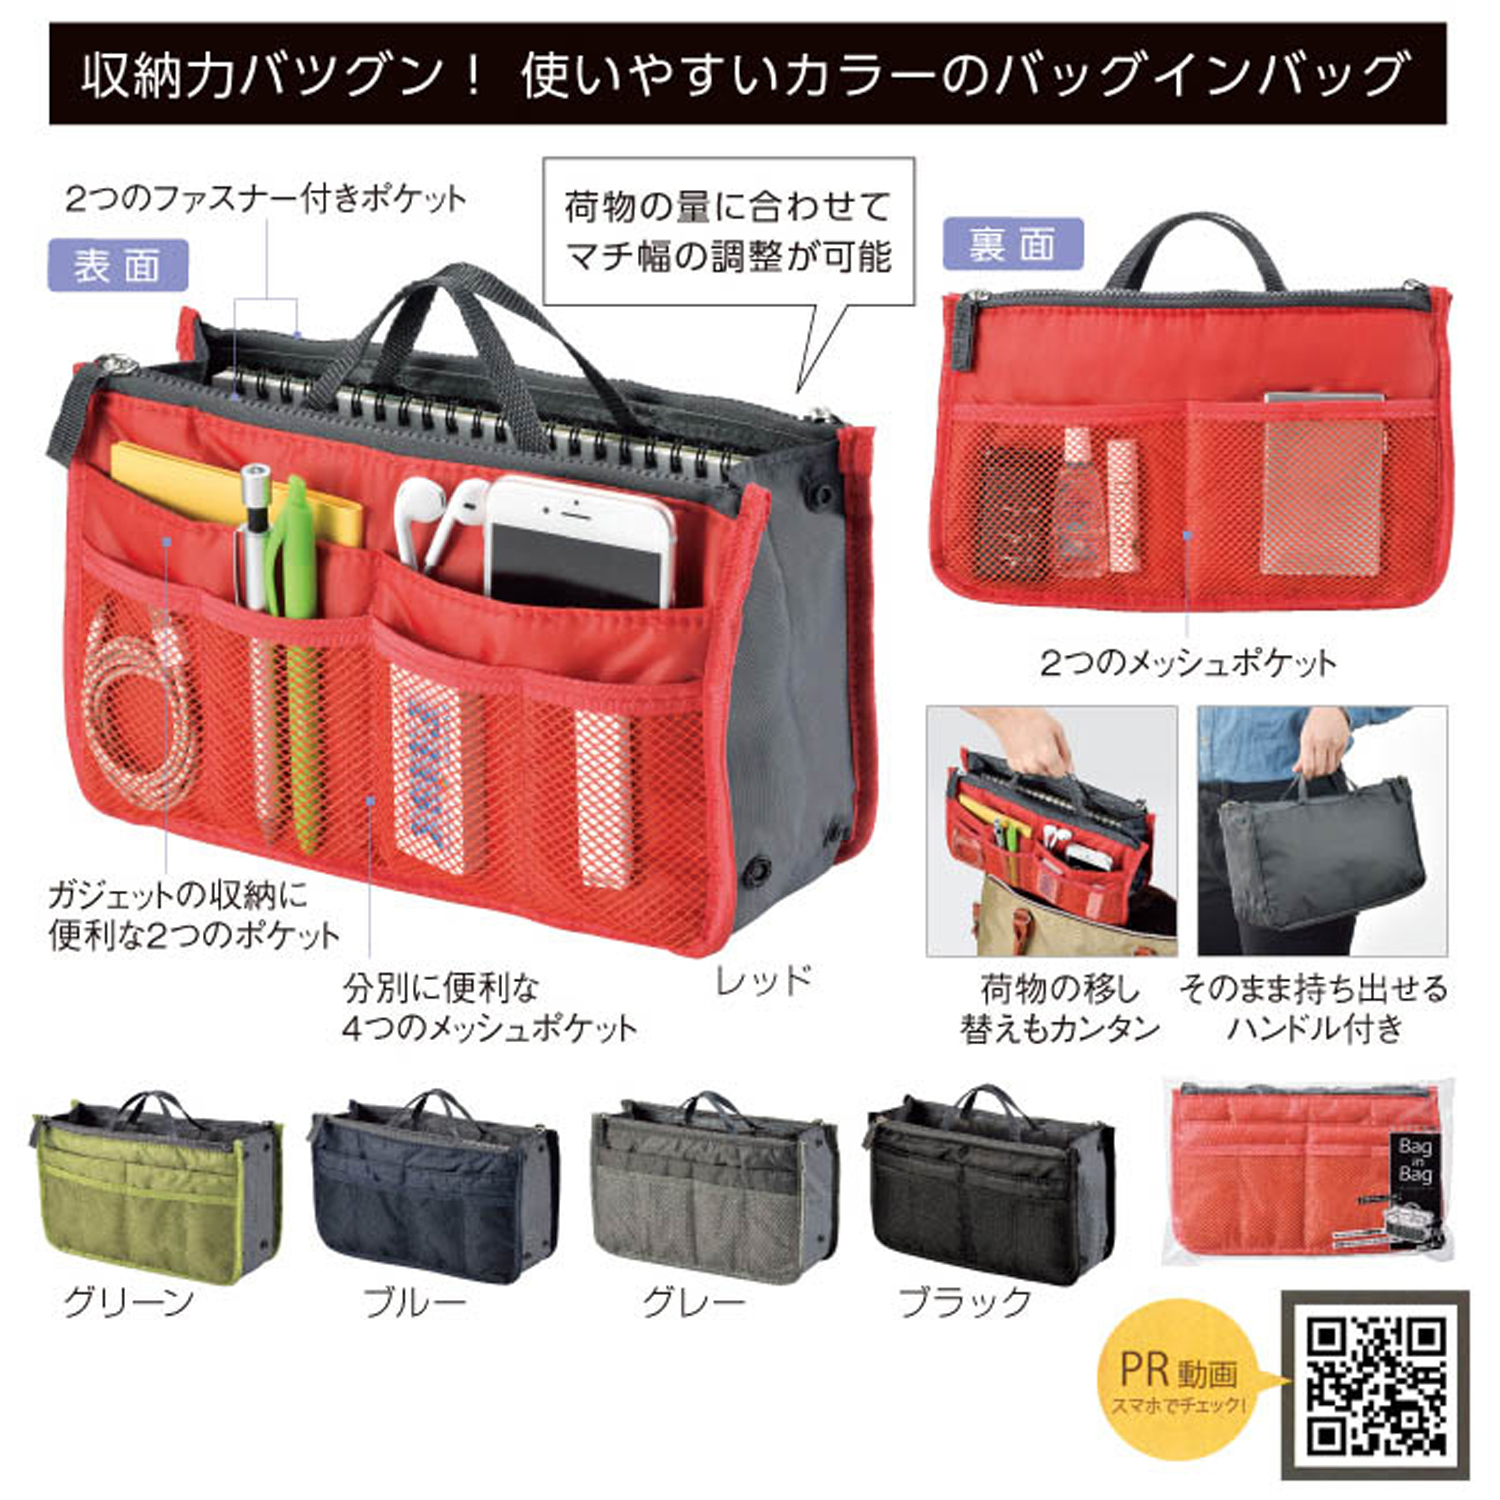 収納力バツグン！ 使いやすいカラーのバッグインバッグ
2つのファスナー付きポケット
表面
荷物の量に合わせて
マチ幅の調整が可能
裏面
2つのメッシュポケット
ガジェットの収納に
便利な2つのポケット
分別に便利な
4つのメッシュポケット
レッド
荷物の移し
替えもカンタン
そのまま持ち出せる
ハンドル付き
グリーン
ブルー
グレー
ブラック
Bag
in
Bag
PR 動画
スマホでチェック!